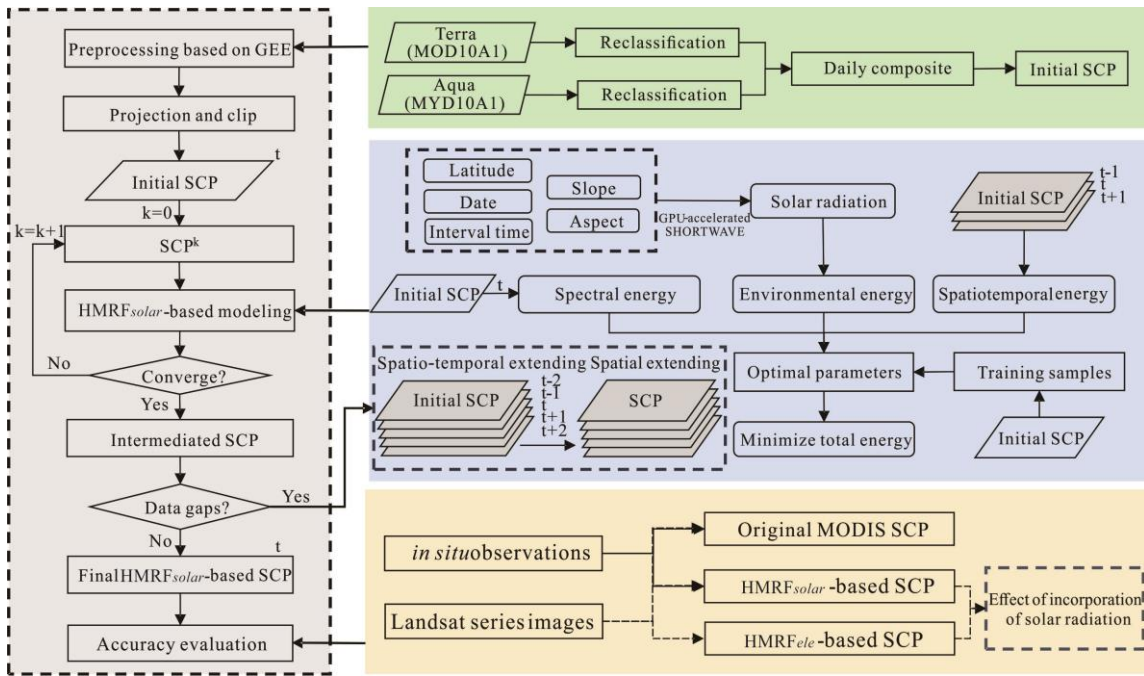 Preprocessing based on GEE
Projection and clip
t
Initial SCP
k=0
k=k+1
SCPk
HMRFsolar-based modeling
No
Converge?
Yes
Intermediated SCP
Data gaps?
Yes
No
t
FinalHMRFsolar-based SCP
Accuracy evaluation
Terra
(MOD10A1)
Reclassification
Aqua
(MYD10A1)
Reclassification
Daily composite
Initial SCP
Latitude
Date
Interval time
Slope
Aspect
GPU-accelerated
SHORTWAVE
Solar radiation
Initial SCP
t-1
t
t+1
Initial SCP
t
Spectral energy
Environmental energy
Spatiotemporal energy
Spatio-temporal extending
Spatial extending
Initial SCP
t-2
t-1
t
t+1
t+2
SCP
Optimal parameters
Training samples
Minimize total energy
Initial SCP
in situobservations
Landsat series images
Original MODIS SCP
HMRFsolar-based SCP
HMRFele-based SCP
Effect of incorporation
of solar radiation